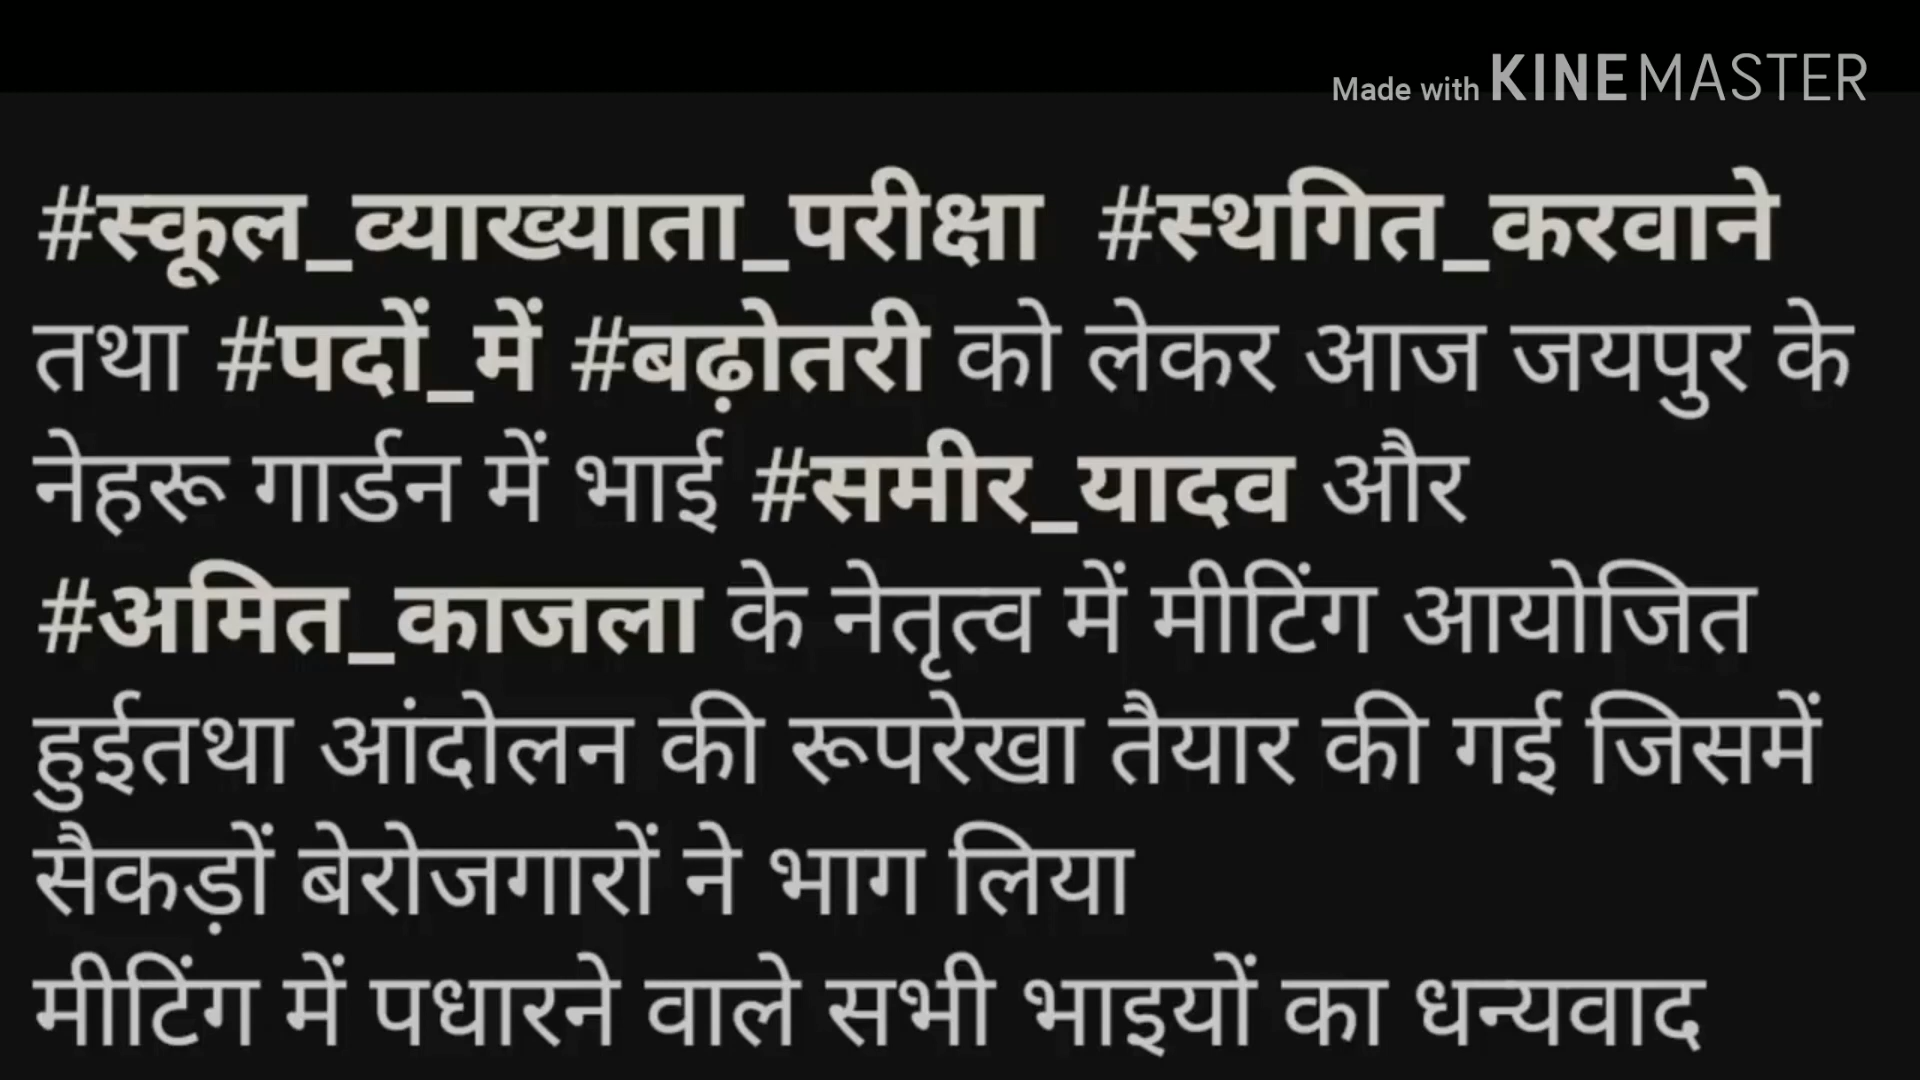 Made with KINEMASTER
#स्कूल_व्याख्याता_परीक्षा #स्थगित_करवाने
तथा #पदों_में #बढ़ोतरी को लेकर आज जयपुर के
नेहरू गार्डन में भाई #समीर_यादव और
#अमित_काजला के नेतृत्व में मीटिंग आयोजित
हुईतथा आंदोलन की रूपरेखा तैयार की गई जिसमें
सैकड़ों बेरोजगारों ने भाग लिया
मीटिंग में पधारने वाले सभी भाइयों का धन्यवाद